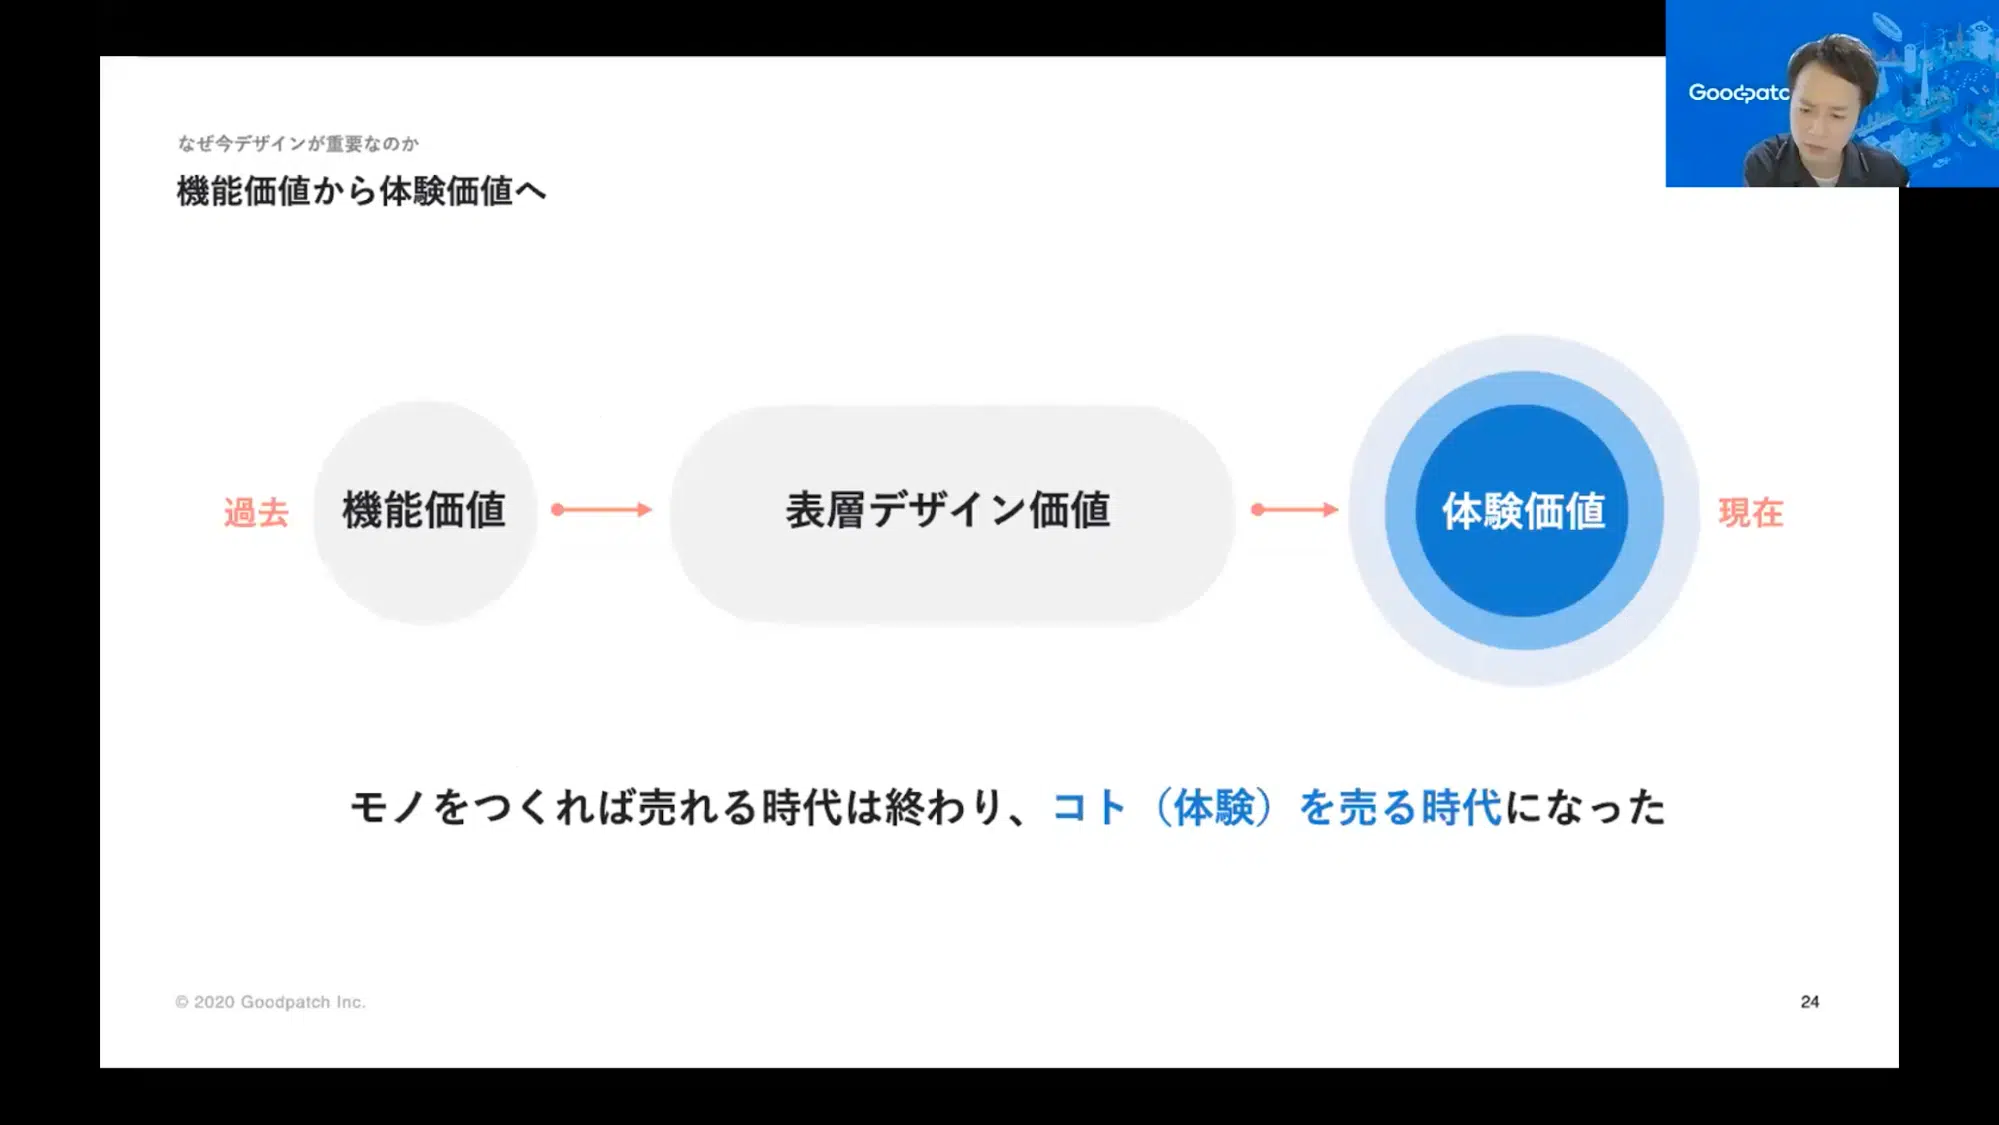 なぜ今デザインが重要なのか
機能価値から体験価値へ
過去
機能価値
表層デザイン価値
体験価値
現在
モノをつくれば売れる時代は終わり、コト（体験）を売る時代になった
© 2020 Goodpatch Inc.
24
Goodpatc